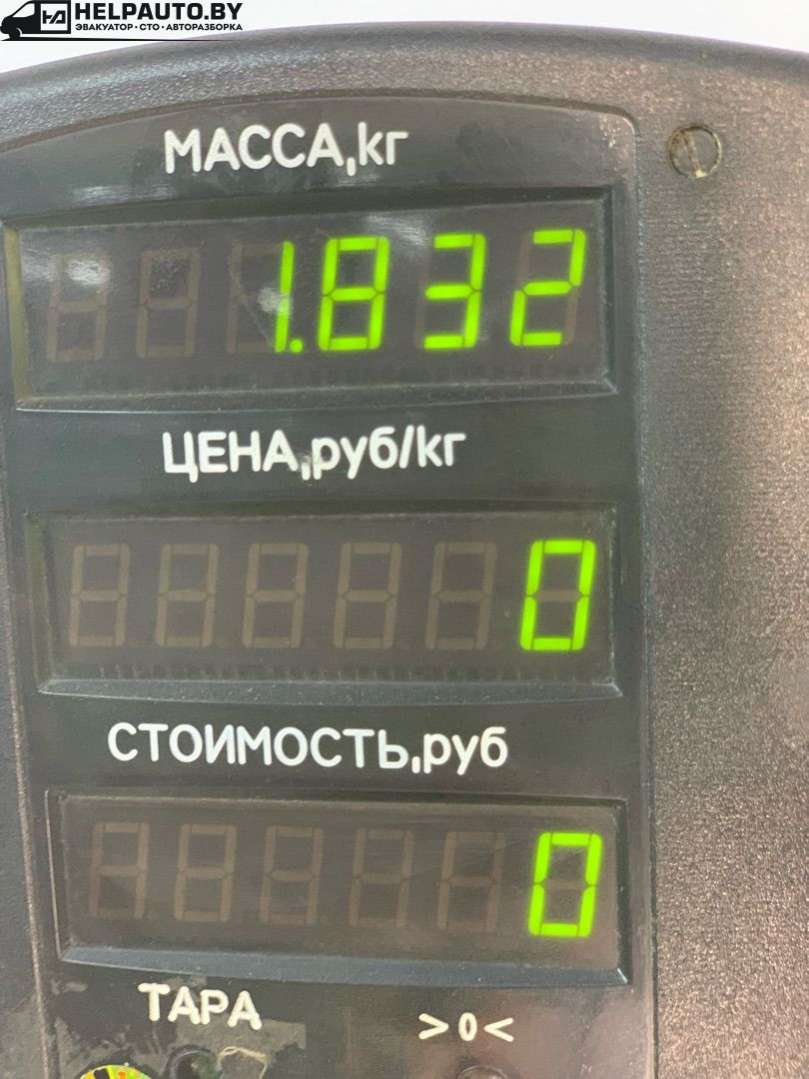 HELPAUTO.BY
ЭВАКУАТОР · СТО · АВТОРАЗБОРКА
МАССА,кг
1.832
ЦЕНА,руб/кг
0
СТОИМОСТЬ,руб
0
ТАРА >0<